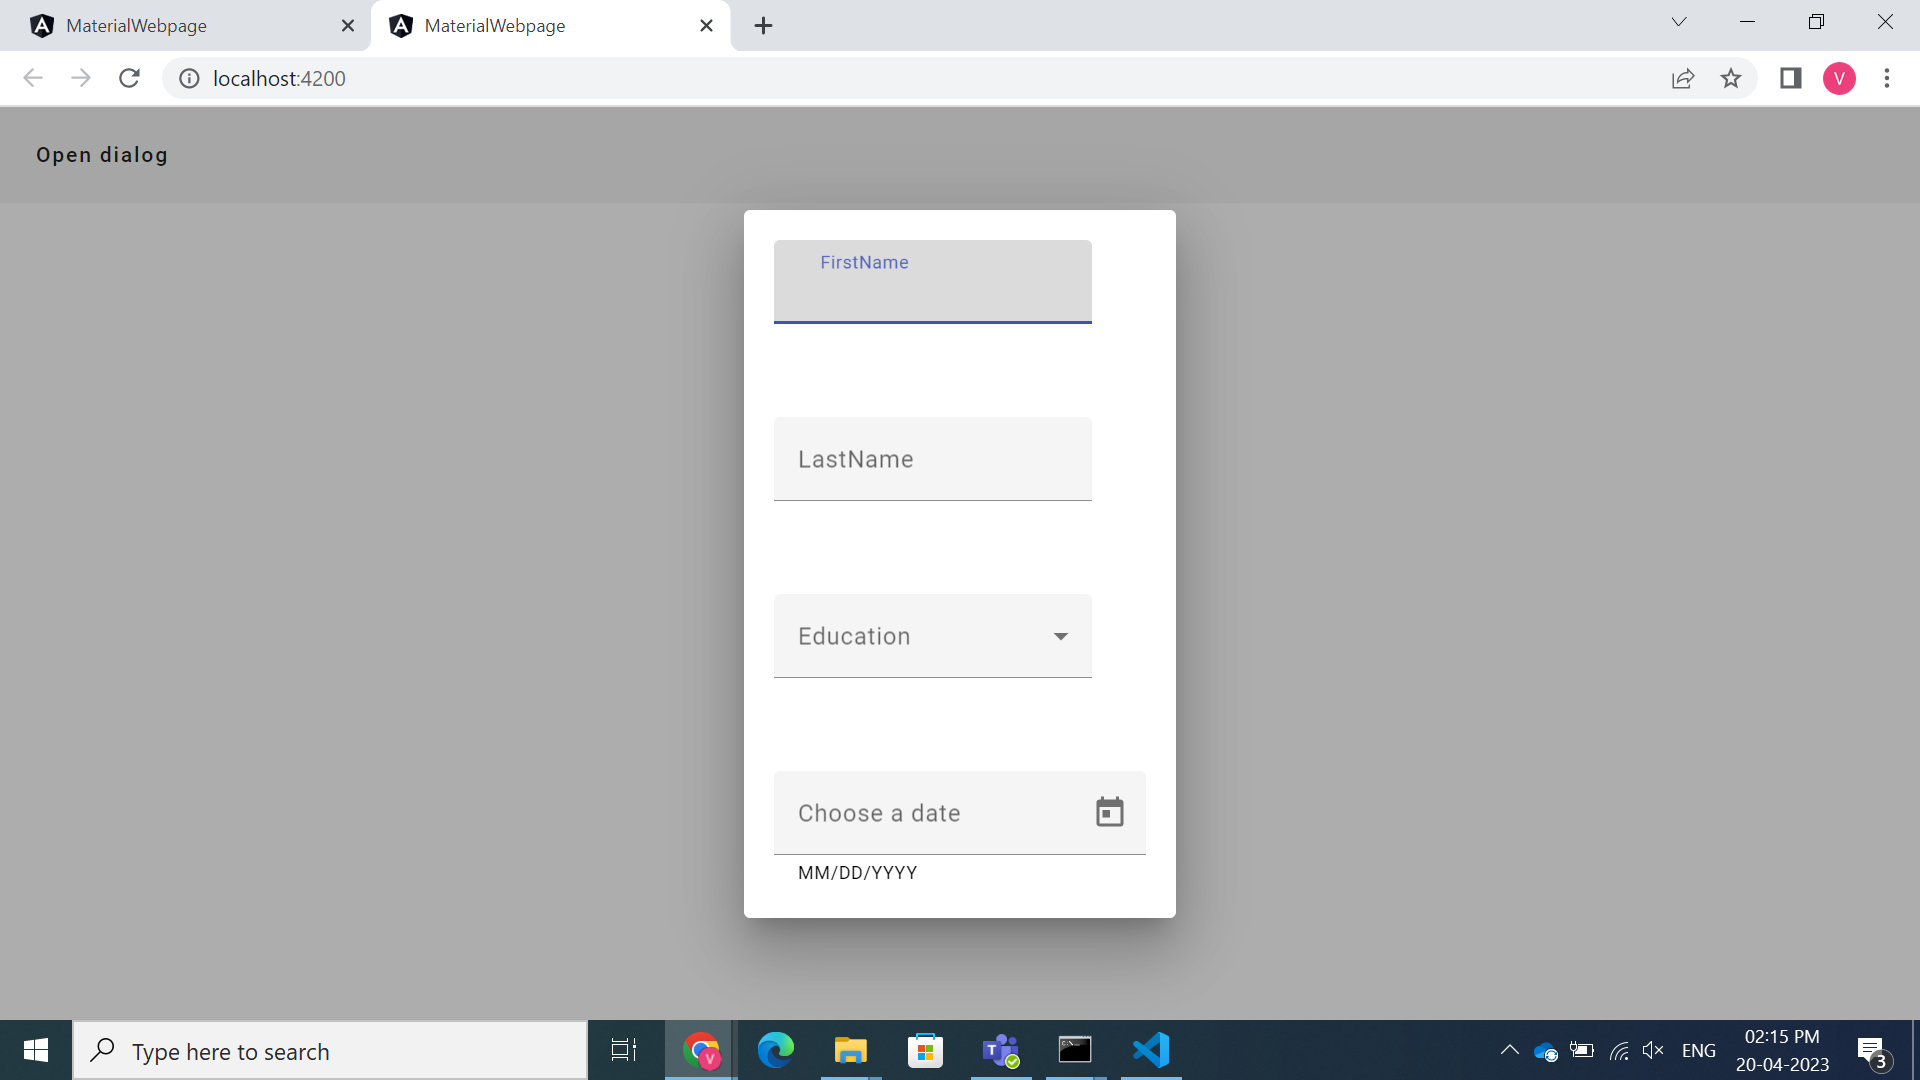 MaterialWebpage
MaterialWebpage
localhost:4200
V
Open dialog
FirstName
LastName
Education
Choose a date
MM/DD/YYYY
Type here to search
V
T
C:\_
ENG
02:15 PM
20-04-2023
3